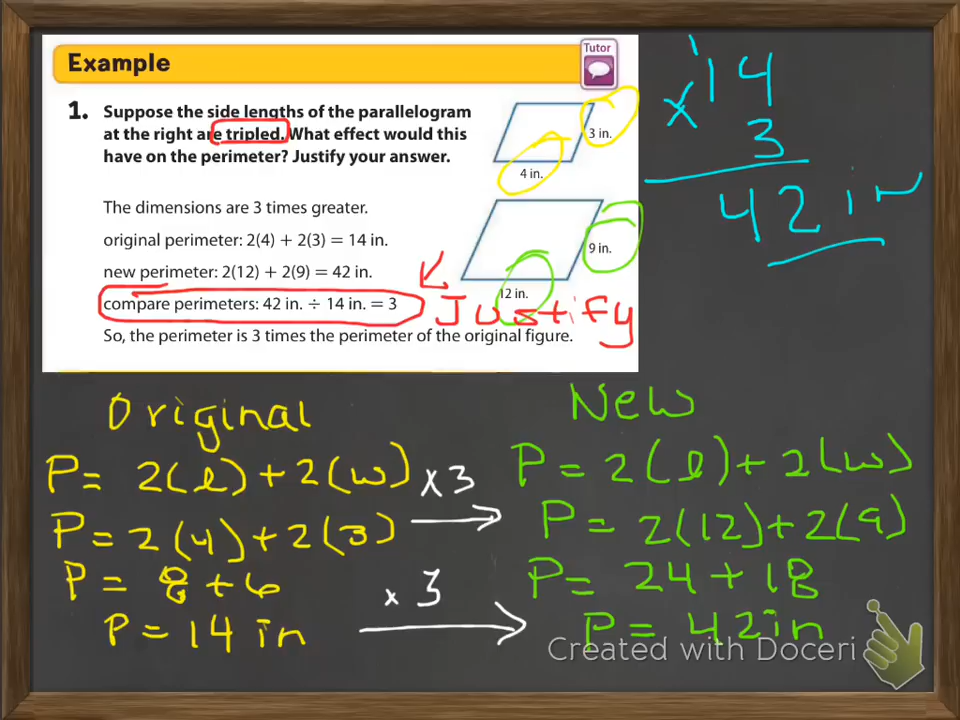 Example
Tutor
1. Suppose the side lengths of the parallelogram
at the right are tripled. What effect would this
have on the perimeter? Justify your answer.
3 in.
4 in.
The dimensions are 3 times greater.
original perimeter: 2(4) + 2(3) = 14 in.
new perimeter: 2(12) + 2(9) = 42 in.
compare perimeters: 42 in. ÷ 14 in. = 3
So, the perimeter is 3 times the perimeter of the original figure.
9 in.
12 in.
Justify
1
14
x 3
42 in
Original
P = 2(l) + 2(w)
P = 2(4) + 2(3)
P = 8 + 6
P = 14 in
x3
x 3
New
P = 2(l) + 2(w)
P = 2(12) + 2(9)
P = 24 + 18
P = 42in
Created with Doceri